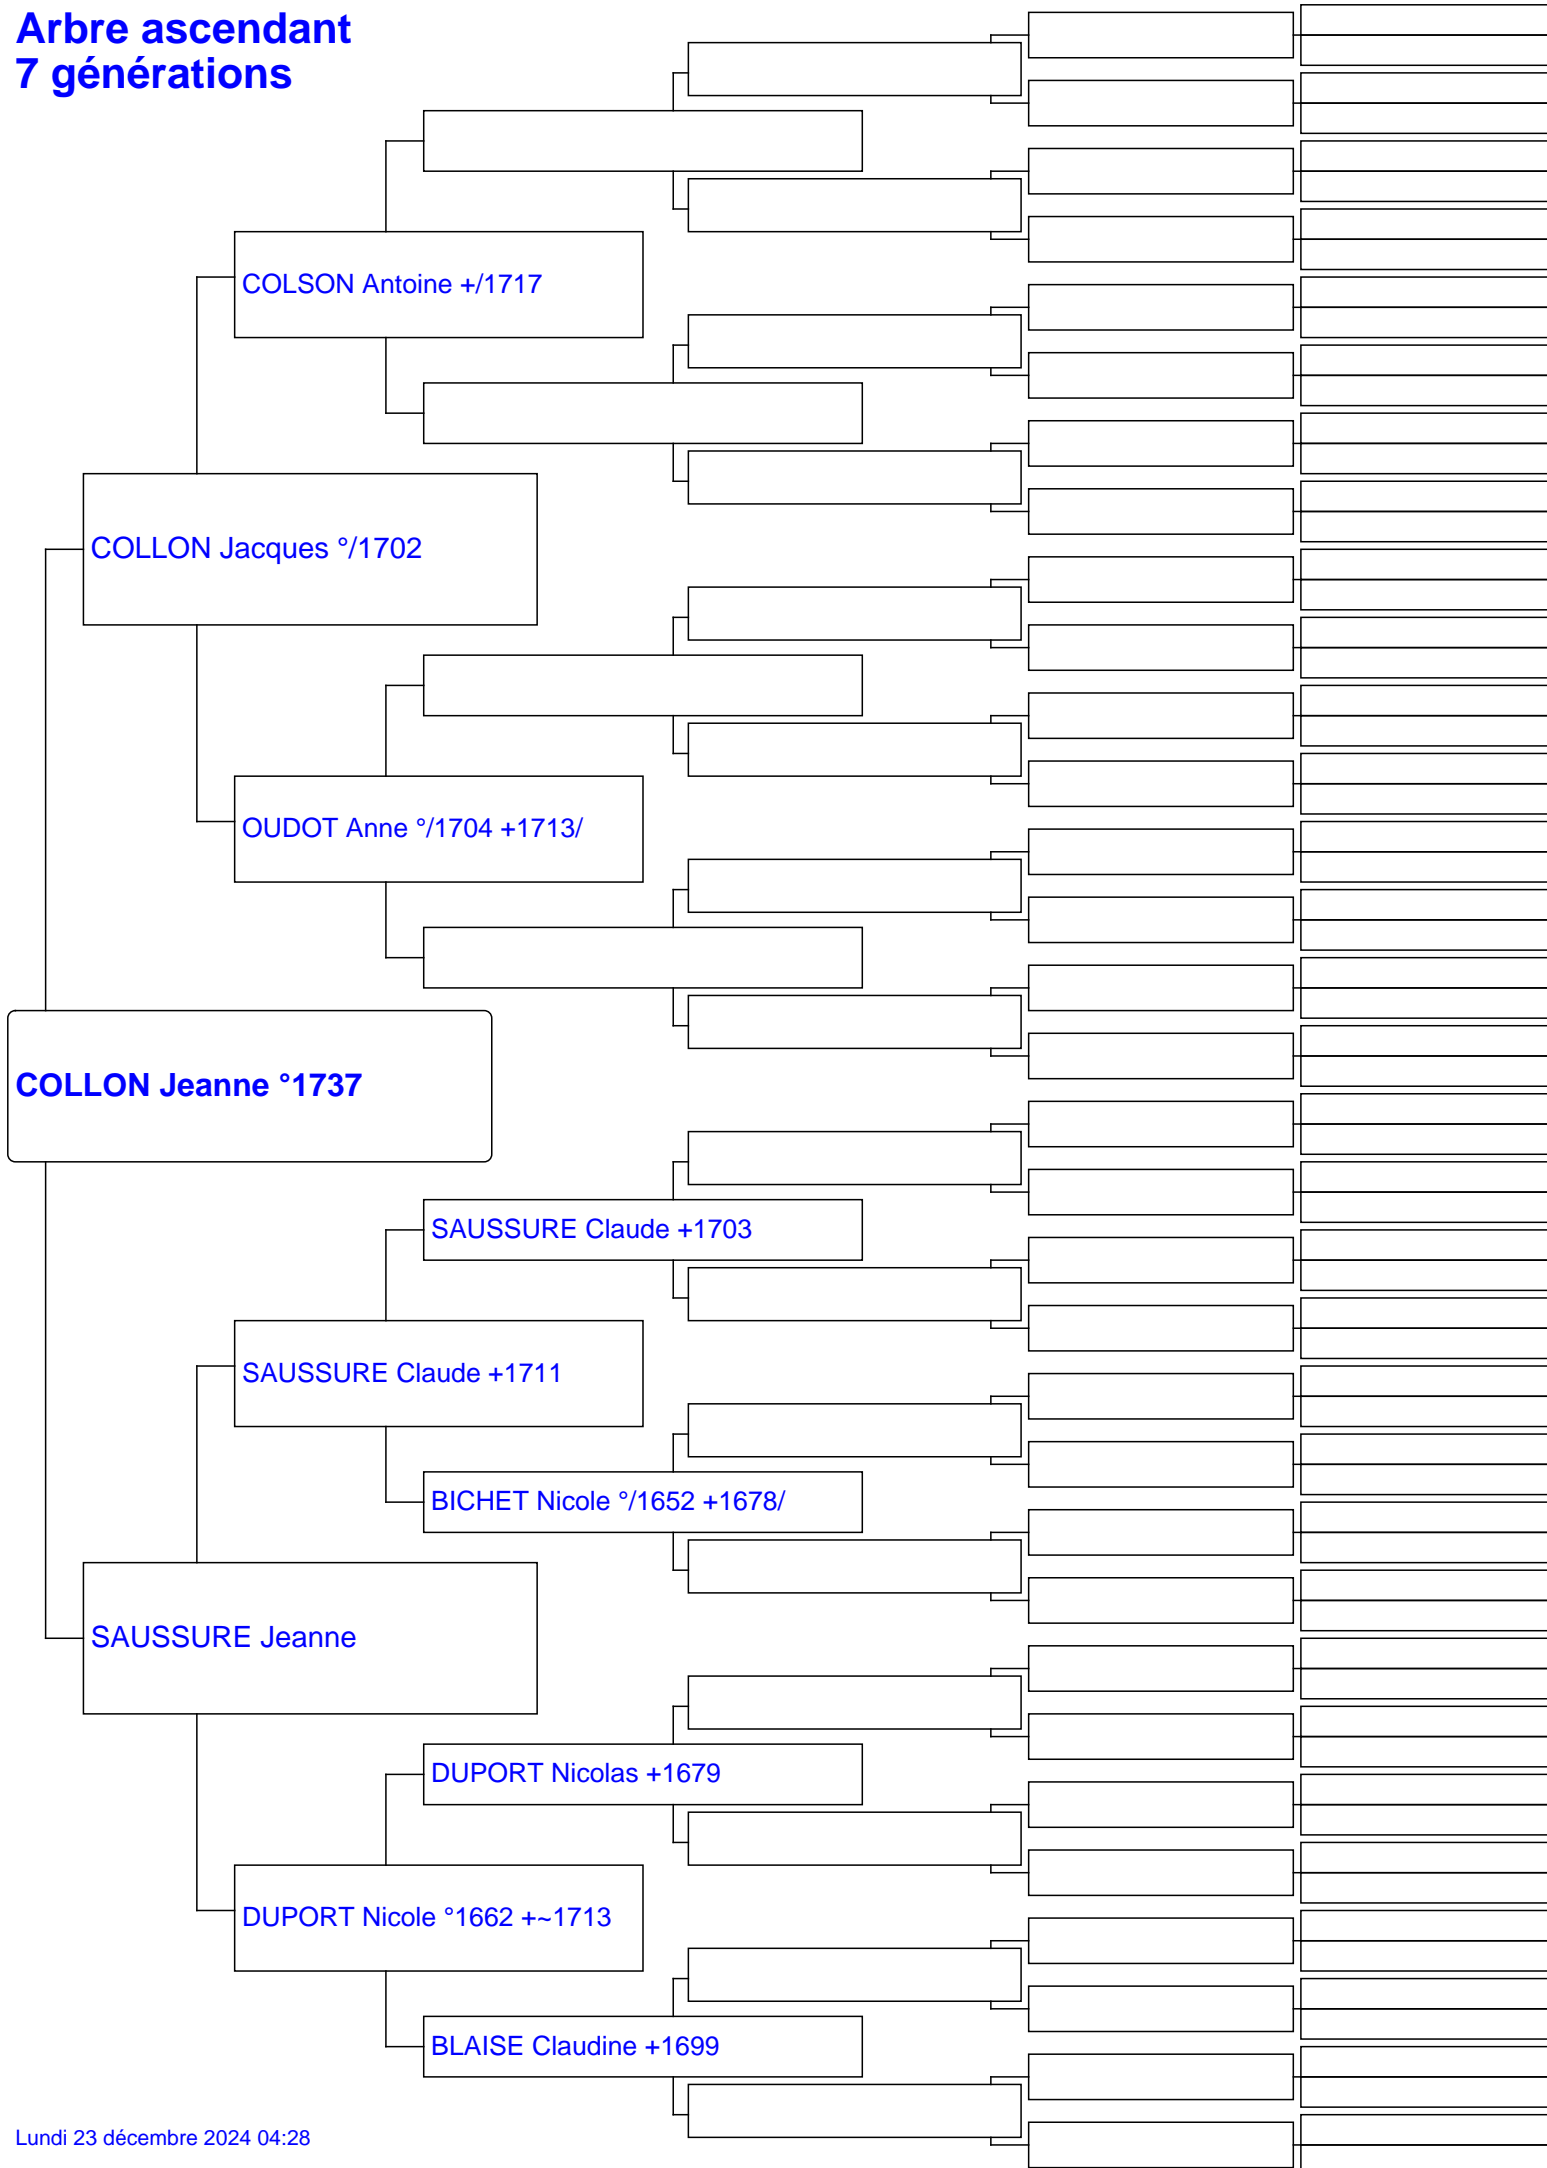 Arbre ascendant
7 générations
COLSON Antoine +/1717
COLLON Jacques °/1702
OUDOT Anne °/1704 +1713/
COLLON Jeanne °1737
SAUSSURE Claude +1703
SAUSSURE Claude +1711
BICHET Nicole °/1652 +1678/
SAUSSURE Jeanne
DUPORT Nicolas +1679
DUPORT Nicole °1662 +~1713
BLAISE Claudine +1699
Lundi 23 décembre 2024 04:28